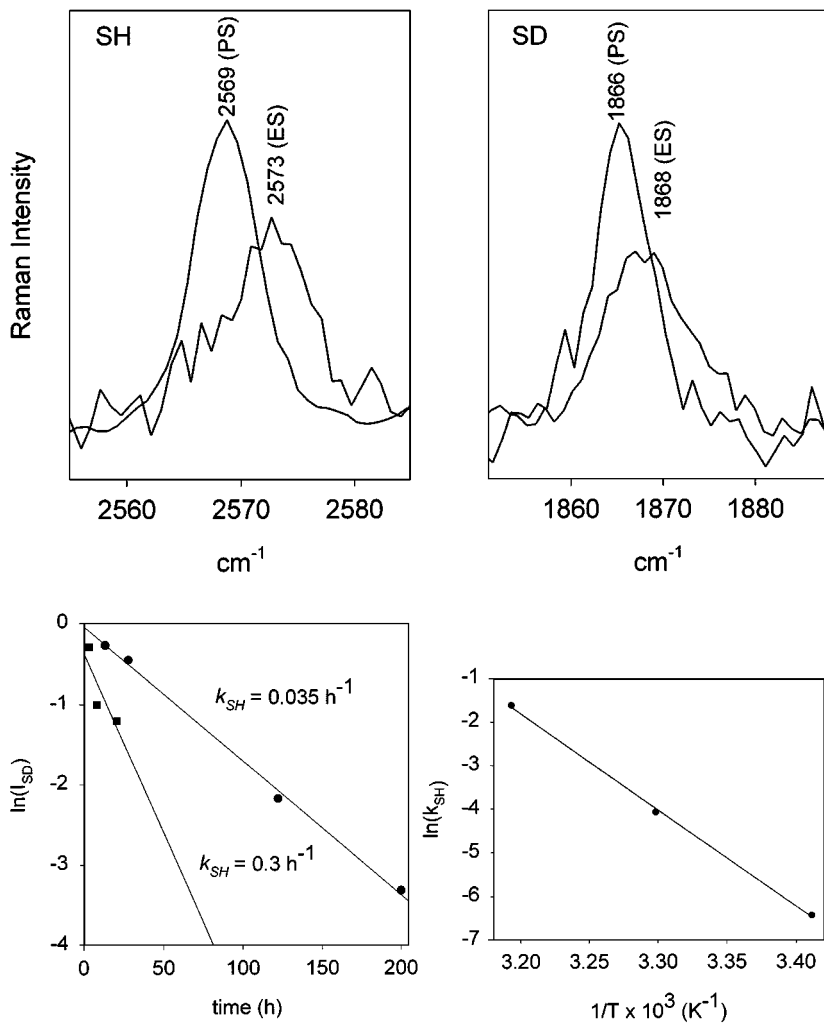 SH
2569 (PS)
2573 (ES)
Raman Intensity
2560
2570
2580
cm-1
SD
1866 (PS)
1868 (ES)
1860
1870
1880
cm-1
0
-1
-2
-3
-4
ln(ISD)
kSH = 0.035 h-1
kSH = 0.3 h-1
0
50
100
150
200
time (h)
-1
-2
-3
-4
-5
-6
-7
ln(kSH)
3.20
3.25
3.30
3.35
3.40
1/T x 103 (K-1)